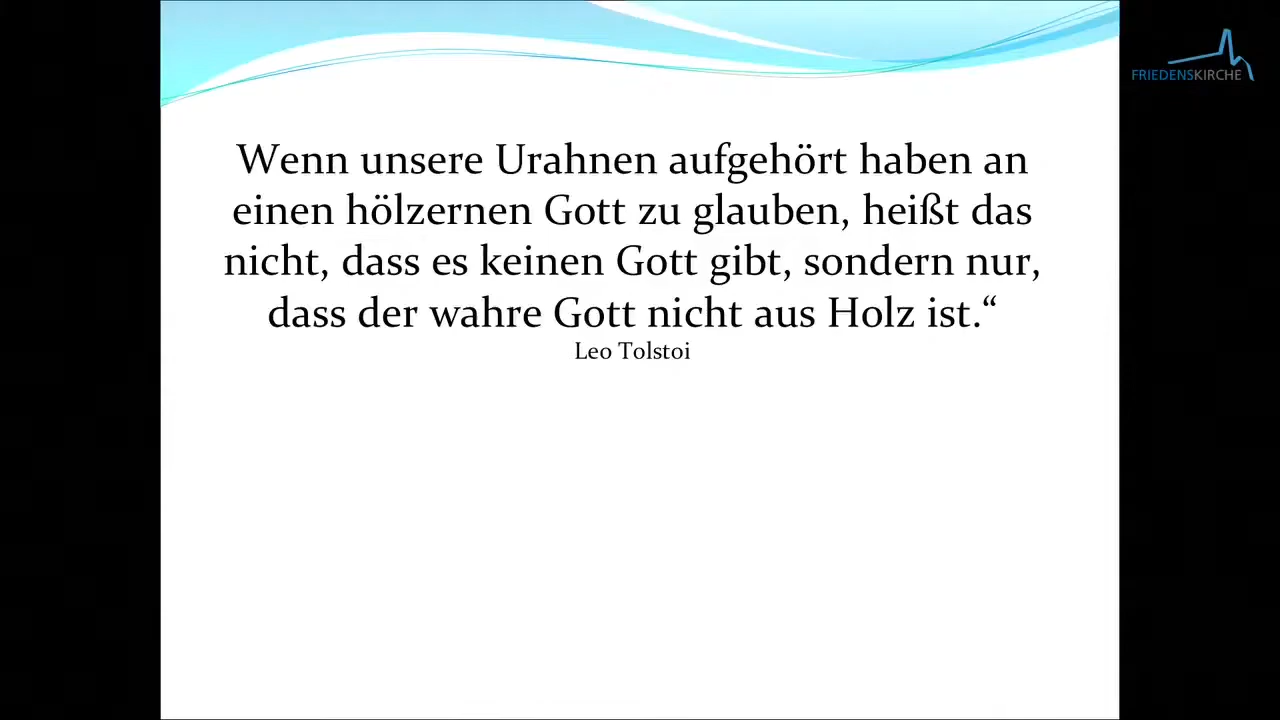 FRIEDENSKIRCHE
Wenn unsere Urahnen aufgehört haben an
einen hölzernen Gott zu glauben, heißt das
nicht, dass es keinen Gott gibt, sondern nur,
dass der wahre Gott nicht aus Holz ist.“
Leo Tolstoi